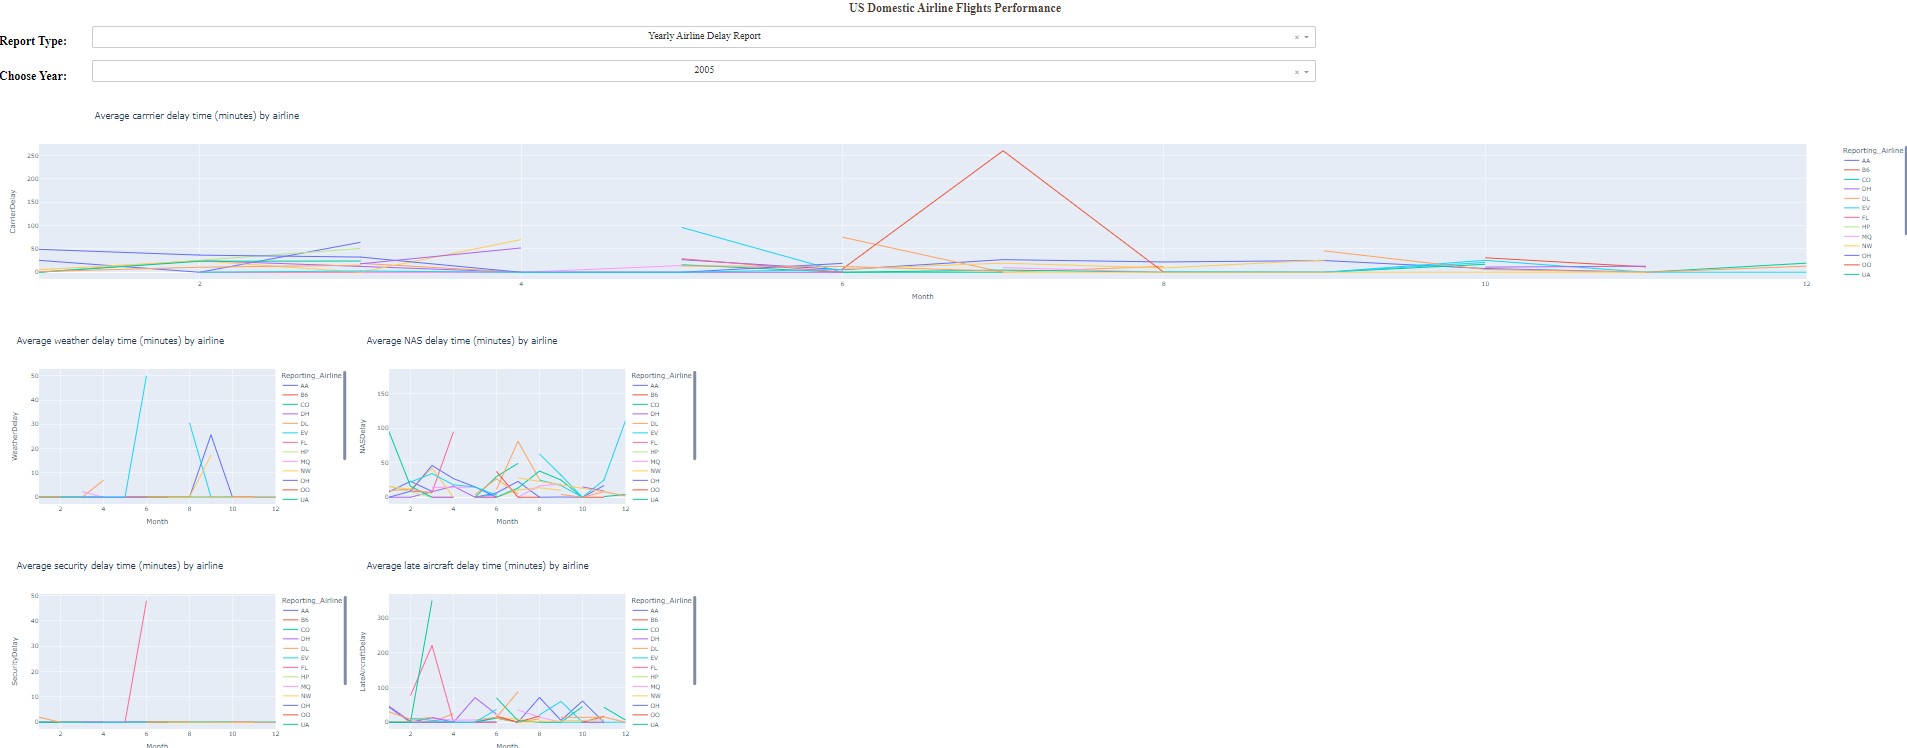 US Domestic Airline Flights Performance
Report Type:
Yearly Airline Delay Report
×
Choose Year:
2005
×
Average carrrier delay time (minutes) by airline
CarrierDelay
250
200
150
100
50
0
2
4
6
8
10
12
Month
Reporting_Airline
AA
B6
CO
DH
DL
EV
FL
HP
MQ
NW
OH
OO
UA
Average weather delay time (minutes) by airline
WeatherDelay
50
40
30
20
10
0
2
4
6
8
10
12
Month
Reporting_Airline
AA
B6
CO
DH
DL
EV
FL
HP
MQ
NW
OH
OO
UA
Average NAS delay time (minutes) by airline
NASDelay
150
100
50
0
2
4
6
8
10
12
Month
Reporting_Airline
AA
B6
CO
DH
DL
EV
FL
HP
MQ
NW
OH
OO
UA
Average security delay time (minutes) by airline
SecurityDelay
50
40
30
20
10
0
2
4
6
8
10
12
Month
Reporting_Airline
AA
B6
CO
DH
DL
EV
FL
HP
MQ
NW
OH
OO
UA
Average late aircraft delay time (minutes) by airline
LateAircraftDelay
300
200
100
0
2
4
6
8
10
12
Month
Reporting_Airline
AA
B6
CO
DH
DL
EV
FL
HP
MQ
NW
OH
OO
UA